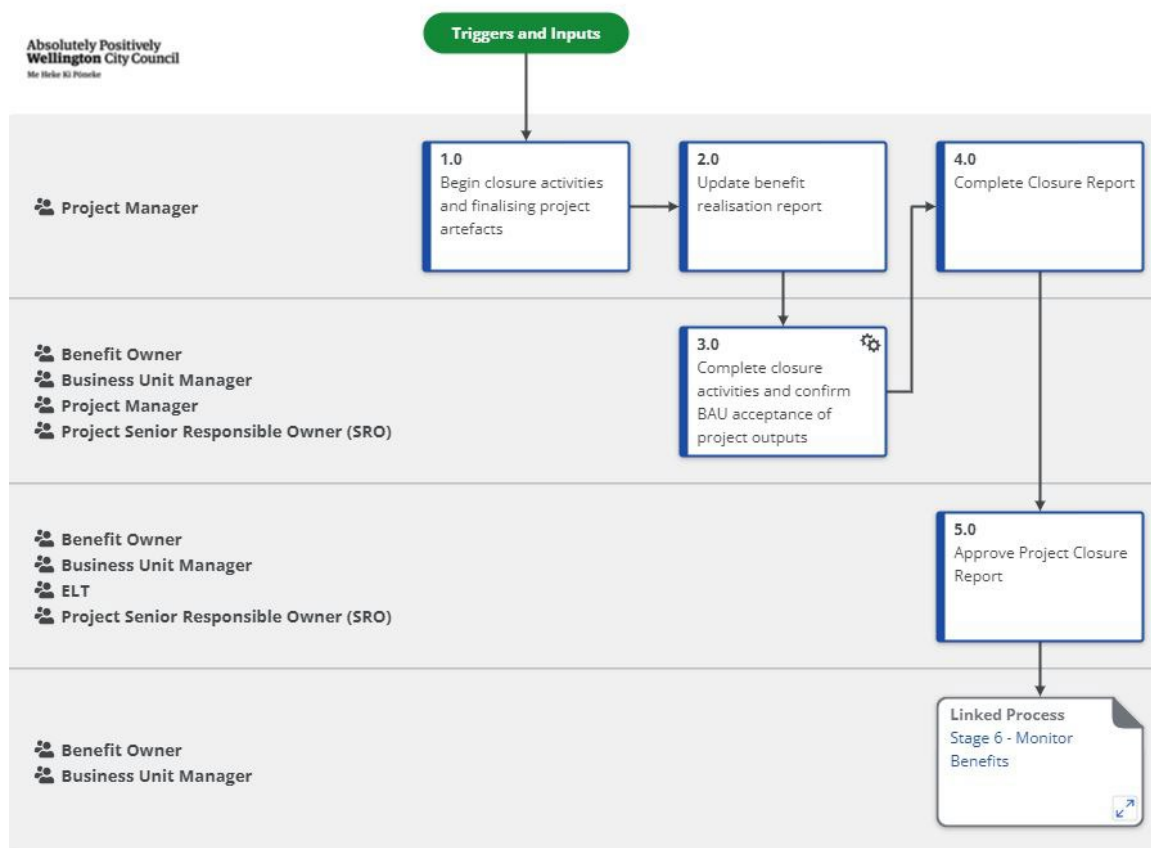 Absolutely Positively
Wellington City Council
Me Heke Ki Pōneke
Triggers and Inputs
Project Manager
1.0
Begin closure activities
and finalising project
artefacts
2.0
Update benefit
realisation report
4.0
Complete Closure Report
Benefit Owner
Business Unit Manager
Project Manager
Project Senior Responsible Owner (SRO)
3.0
Complete closure
activities and confirm
BAU acceptance of
project outputs
Benefit Owner
Business Unit Manager
ELT
Project Senior Responsible Owner (SRO)
5.0
Approve Project Closure
Report
Benefit Owner
Business Unit Manager
Linked Process
Stage 6 - Monitor
Benefits